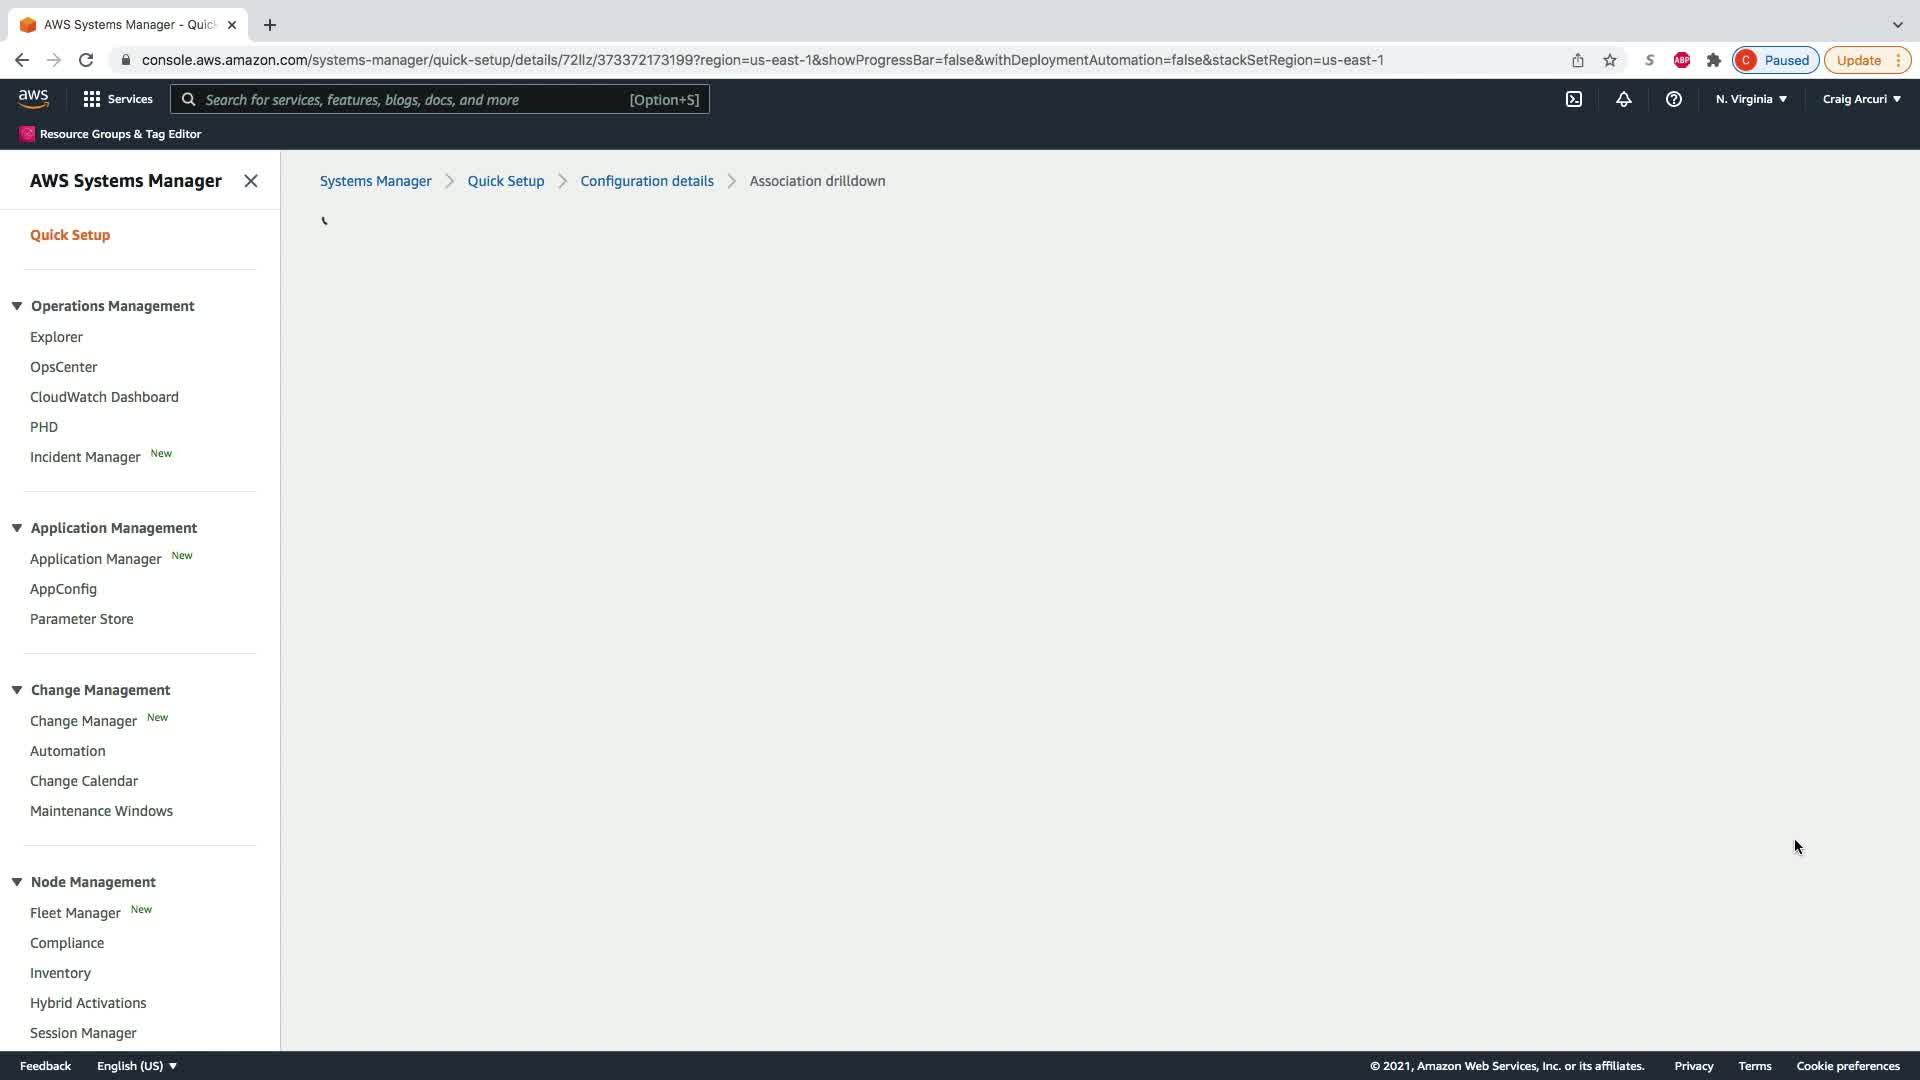 AWS Systems Manager - Quic
console.aws.amazon.com/systems-manager/quick-setup/details/72llz/373372173199?region=us-east-1&showProgressBar=false&withDeploymentAutomation=false&stackSetRegion=us-east-1
S
ABP
C Paused
Update
aws
Services
Search for services, features, blogs, docs, and more [Option+S]
N. Virginia
Craig Arcuri
Resource Groups & Tag Editor
AWS Systems Manager
Systems Manager
Quick Setup
Configuration details
Association drilldown
Quick Setup
Operations Management
Explorer
OpsCenter
CloudWatch Dashboard
PHD
Incident Manager New
Application Management
Application Manager New
AppConfig
Parameter Store
Change Management
Change Manager New
Automation
Change Calendar
Maintenance Windows
Node Management
Fleet Manager New
Compliance
Inventory
Hybrid Activations
Session Manager
Feedback
English (US)
© 2021, Amazon Web Services, Inc. or its affiliates.
Privacy
Terms
Cookie preferences